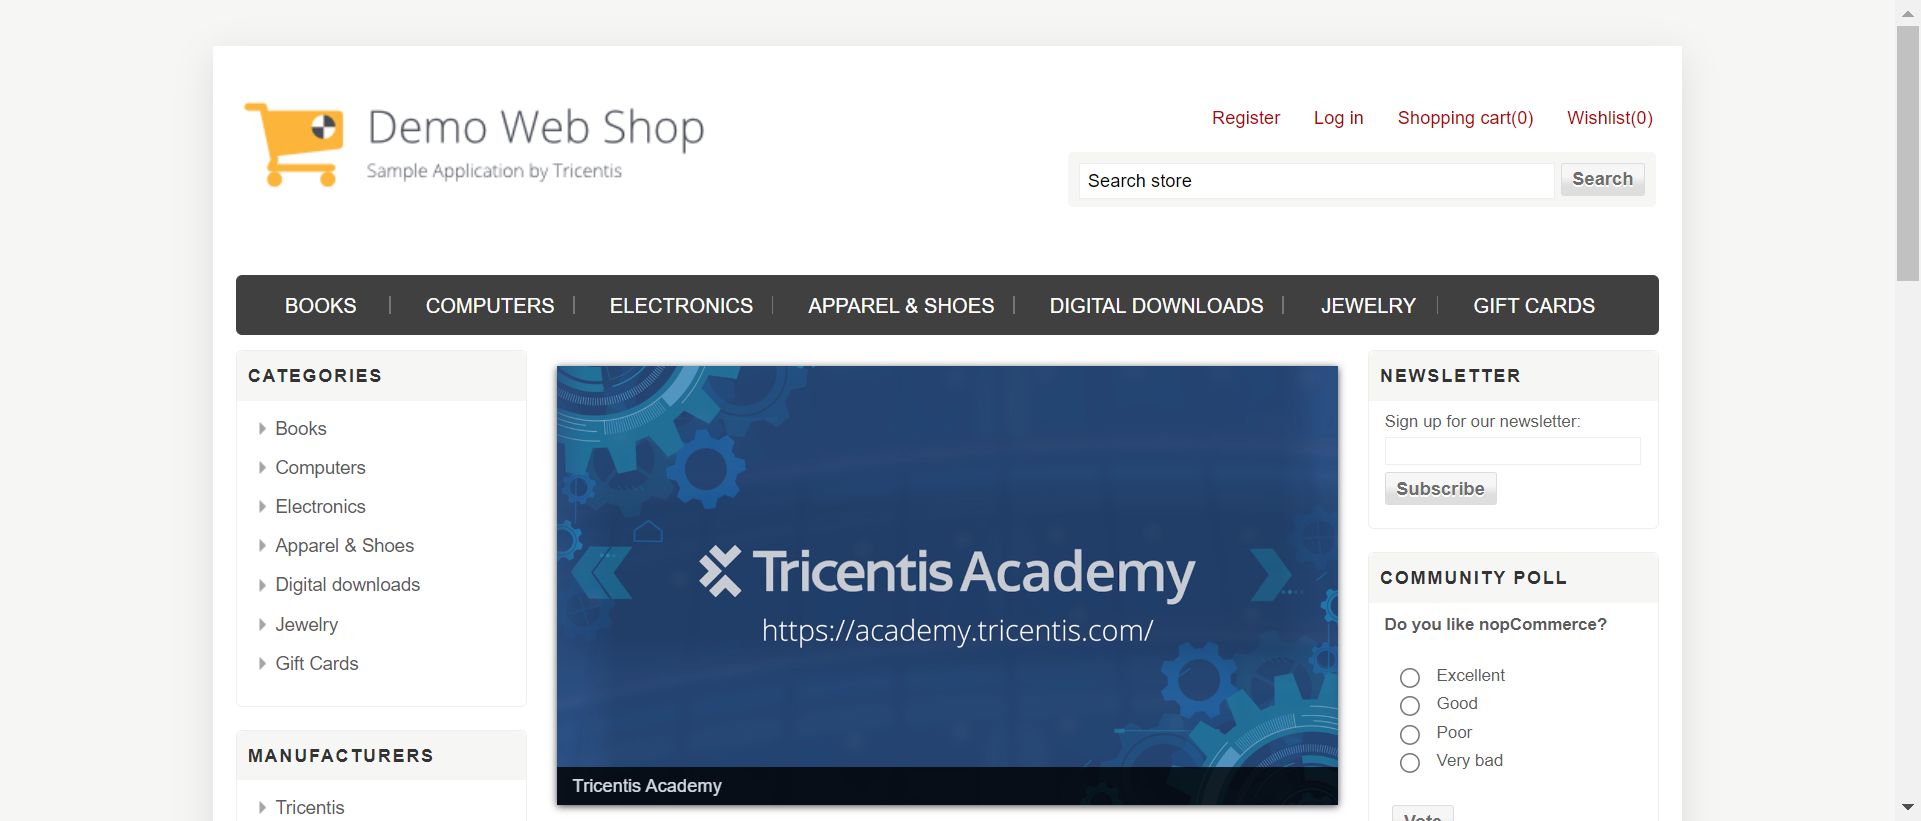 Demo Web Shop
Sample Application by Tricentis
Register Log in Shopping cart(0) Wishlist(0)
Search store Search
BOOKS COMPUTERS ELECTRONICS APPAREL & SHOES DIGITAL DOWNLOADS JEWELRY GIFT CARDS
CATEGORIES
Books
Computers
Electronics
Apparel & Shoes
Digital downloads
Jewelry
Gift Cards
MANUFACTURERS
Tricentis
Tricentis Academy
https://academy.tricentis.com/
Tricentis Academy
NEWSLETTER
Sign up for our newsletter:
Subscribe
COMMUNITY POLL
Do you like nopCommerce?
Excellent
Good
Poor
Very bad
Vote